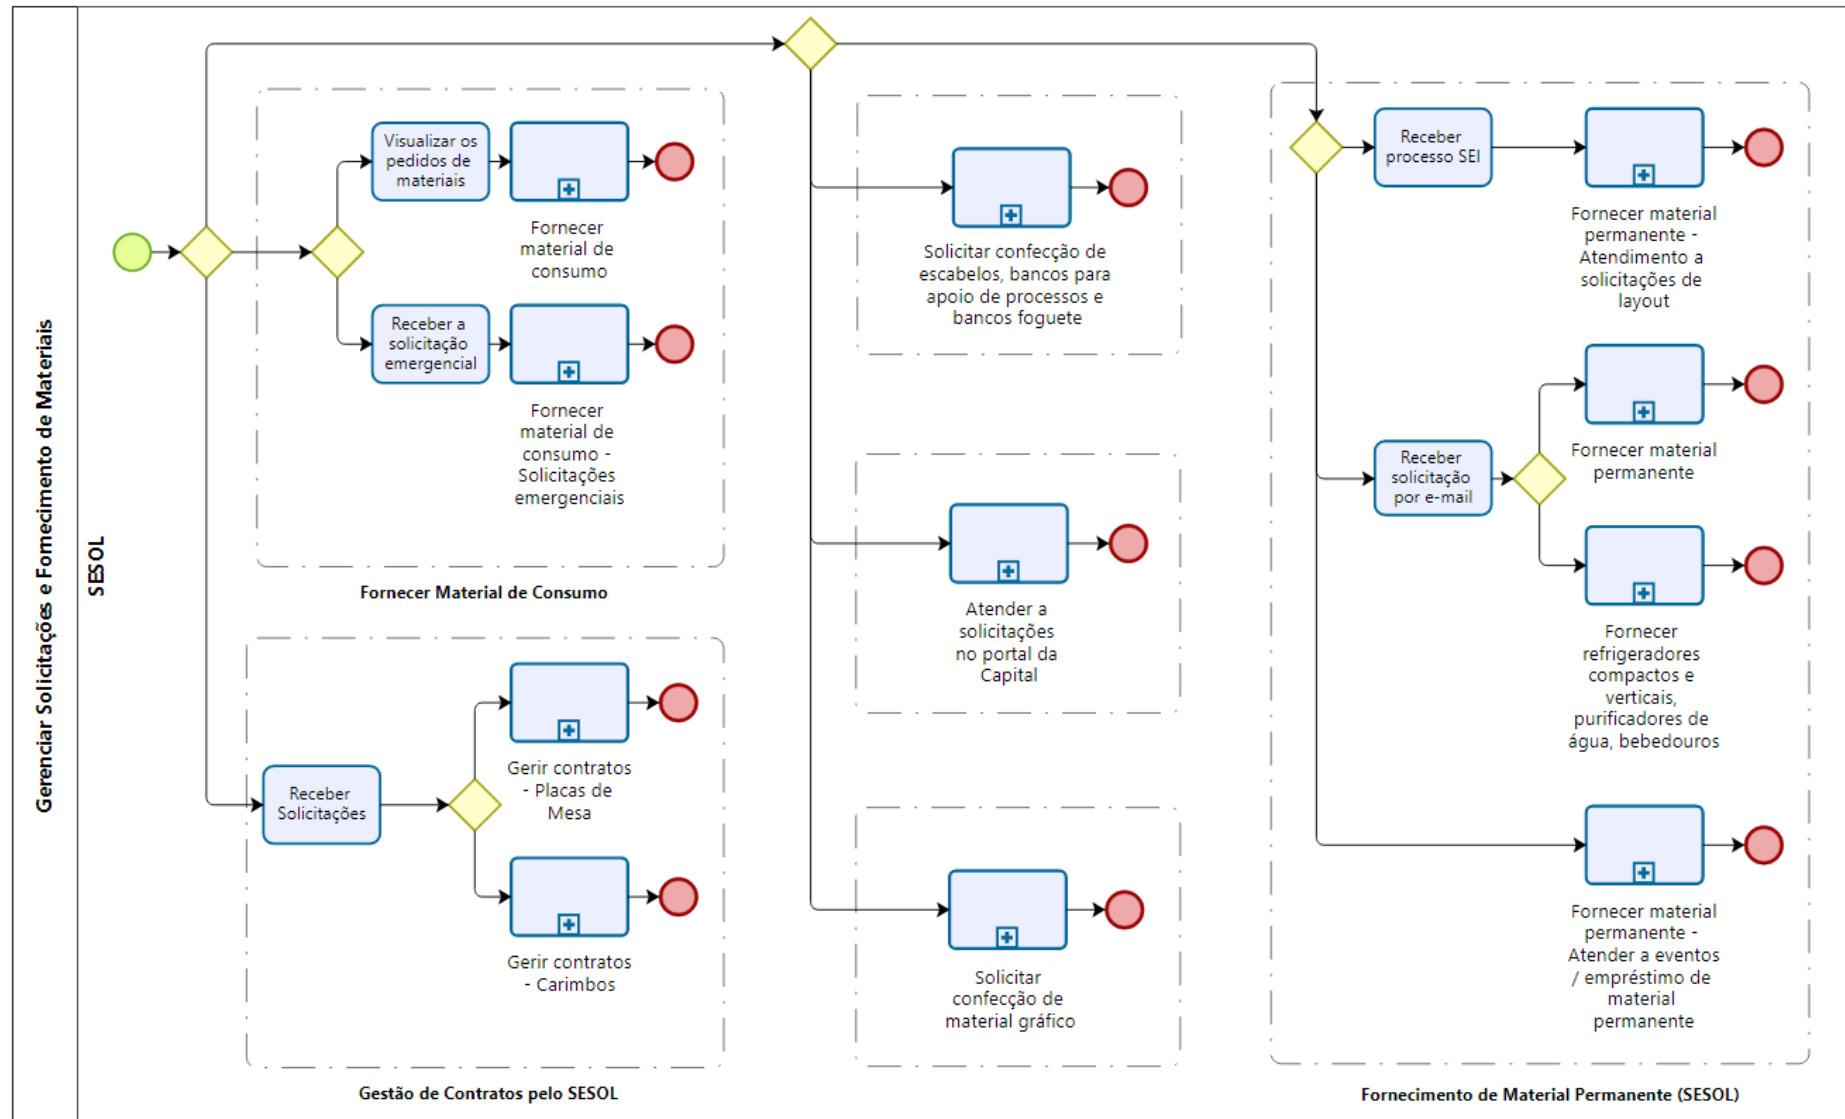 Gerenciar Solicitações e Fornecimento de Materiais
SESOL
Visualizar os
pedidos de
materiais
Fornecer
material de
consumo
Receber a
solicitação
emergencial
Fornecer
material de
consumo -
Solicitações
emergenciais
Fornecer Material de Consumo
Receber
Solicitações
Gerir contratos
- Placas de
Mesa
Gerir contratos
- Carimbos
Gestão de Contratos pelo SESOL
Solicitar confecção de
escabelos, bancos para
apoio de processos e
bancos foguete
Atender a
solicitações
no portal da
Capital
Solicitar
confecção de
material gráfico
Receber
processo SEI
Fornecer material
permanente -
Atendimento a
solicitações de
layout
Receber
solicitação
por e-mail
Fornecer material
permanente
Fornecer
refrigeradores
compactos e
verticais,
purificadores de
água, bebedouros
Fornecer material
permanente -
Atender a eventos
/ empréstimo de
material
permanente
Fornecimento de Material Permanente (SESOL)